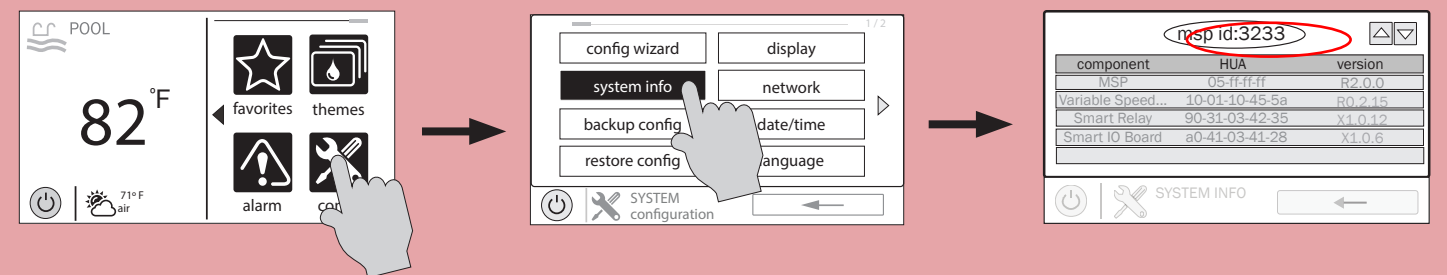 POOL
82°F
favorites themes
alarm
71° F
air
1 / 2
config wizard display
system info network
backup config date/time
restore config
SYSTEM
configuration
msp id:3233
component HUA version
MSP 05-ff-ff-ff R2.0.0
Variable Speed... 10-01-10-45-5a R0.2.15
Smart Relay 90-31-03-42-35 X1.0.12
Smart IO Board a0-41-03-41-28 X1.0.6
SYSTEM INFO